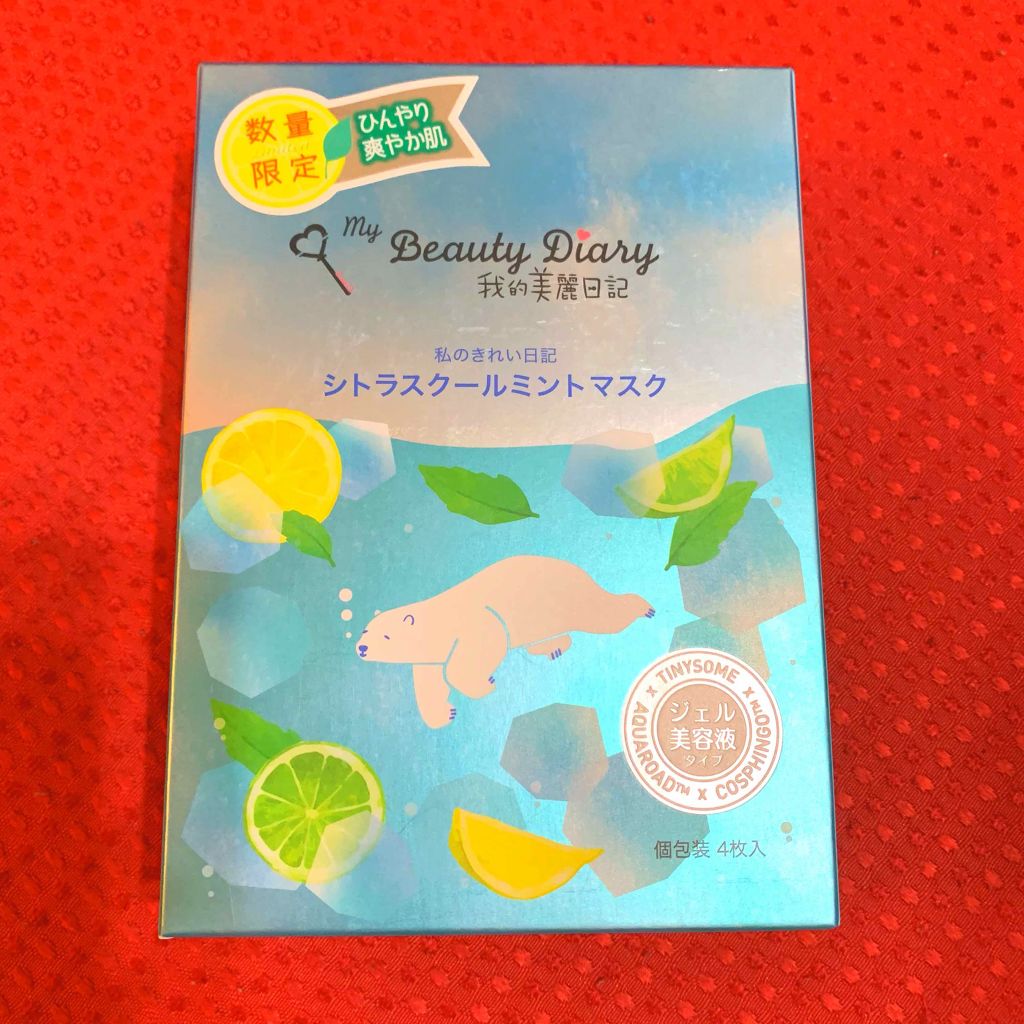 数量
限定
ひんやり
爽やか肌
My
Beauty Diary
我的美麗日記
私のきれい日記
シトラスクールミントマスク
TiNYSOME x COSPHINGO™ x AQUAROAD™ x
ジェル
美容液
タイプ
個包装 4枚入